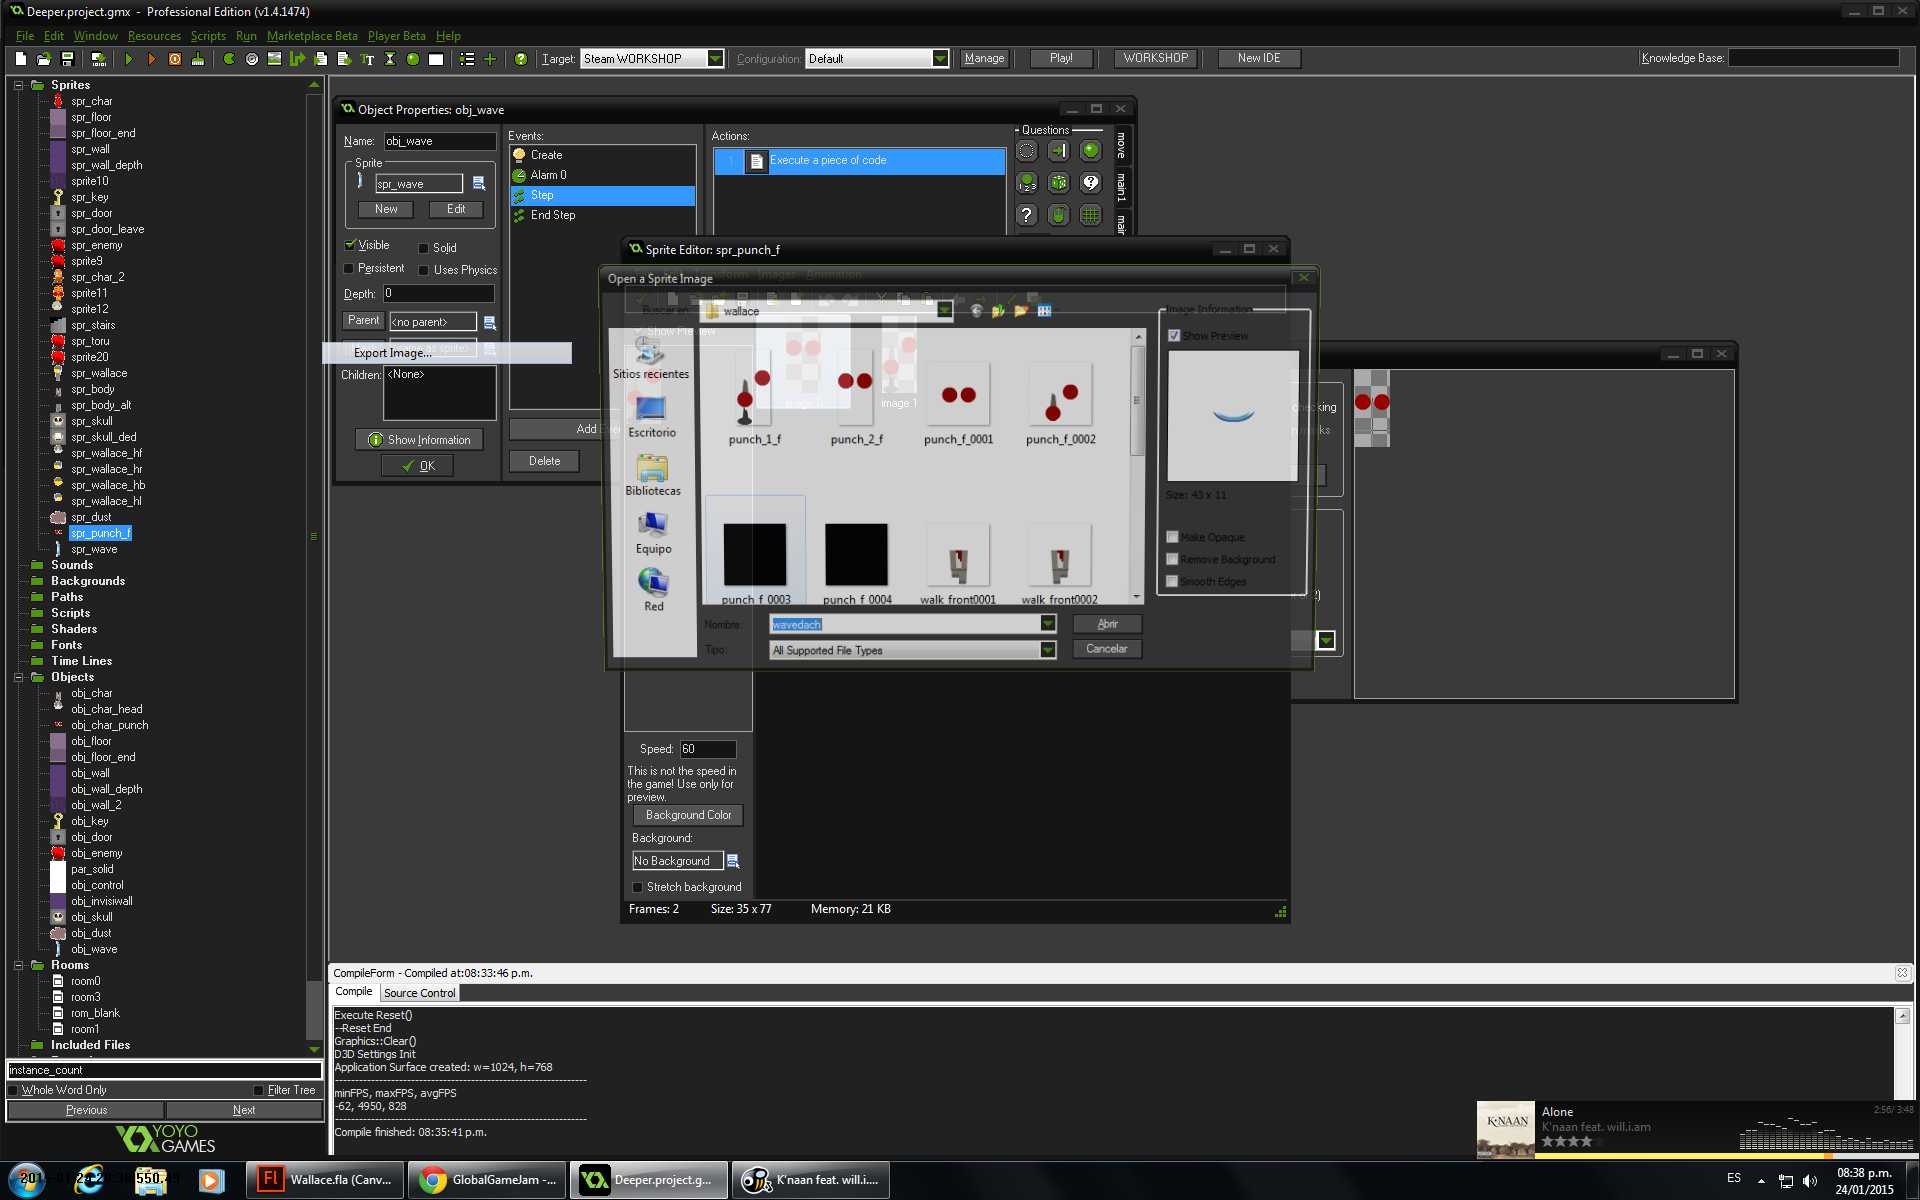 Deeper.project.gmx - Professional Edition (v1.4.1474)
File Edit Window Resources Scripts Run Marketplace Beta Player Beta Help
Target: Steam WORKSHOP Configuration: Default Manage Play! WORKSHOP New IDE Knowledge Base:
Sprites
spr_char
spr_floor
spr_floor_end
spr_wall
spr_wall_depth
sprite10
spr_key
spr_door
spr_door_leave
spr_enemy
sprite9
spr_char_2
sprite11
sprite12
spr_stairs
spr_toru
sprite20
spr_wallace
spr_body
spr_body_alt
spr_skull
spr_skull_ded
spr_wallace_hf
spr_wallace_hr
spr_wallace_hb
spr_wallace_hl
spr_dust
spr_punch_f
spr_wave
Sounds
Backgrounds
Paths
Scripts
Shaders
Fonts
Time Lines
Objects
obj_char
obj_char_head
obj_char_punch
obj_floor
obj_floor_end
obj_wall
obj_wall_depth
obj_wall_2
obj_key
obj_door
obj_enemy
par_solid
obj_control
obj_invisiwall
obj_skull
obj_dust
obj_wave
Rooms
room0
room3
rom_blank
room1
Included Files
instance_count
Whole Word Only Filter Tree
Previous Next
YOYO GAMES
Object Properties: obj_wave
Name: obj_wave
Sprite
spr_wave
New Edit
Visible Solid
Persistent Uses Physics
Depth: 0
Parent <no parent>
<same as sprite>
Export Image...
Children: <None>
Show Information
OK
Events:
Create
Alarm 0
Step
End Step
Add
Delete
Actions:
1 Execute a piece of code
Questions
move
main1
Sprite Editor: spr_punch_f
Transform Images Animation
Show Preview
image 0
image 1
Open a Sprite Image
Buscar en: wallace
Sitios recientes
Escritorio
Bibliotecas
Equipo
Red
punch_1_f
punch_2_f
punch_f_0001
punch_f_0002
punch_f_0003
punch_f_0004
walk_front0001
walk_front0002
Nombre: wavedach Abrir
Tipo: All Supported File Types Cancelar
Image Information
Show Preview
Size: 43 x 11
Make Opaque
Remove Background
Smooth Edges
Speed: 60
This is not the speed in
the game! Use only for
preview.
Background Color
Background:
No Background
Stretch background
Frames: 2 Size: 35 x 77 Memory: 21 KB
CompileForm - Compiled at:08:33:46 p.m.
Compile Source Control
Execute Reset()
--Reset End
Graphics::Clear()
D3D Settings Init
Application Surface created: w=1024, h=768
minFPS, maxFPS, avgFPS
-62, 4950, 828
Compile finished: 08:35:41 p.m.
K'NAAN
Alone
K'naan feat. will.i.am
2:56/ 3:48
Wallace.fla (Canv...
GlobalGameJam -...
Deeper.project.g...
K'naan feat. will.i....
ES
08:38 p.m.
24/01/2015